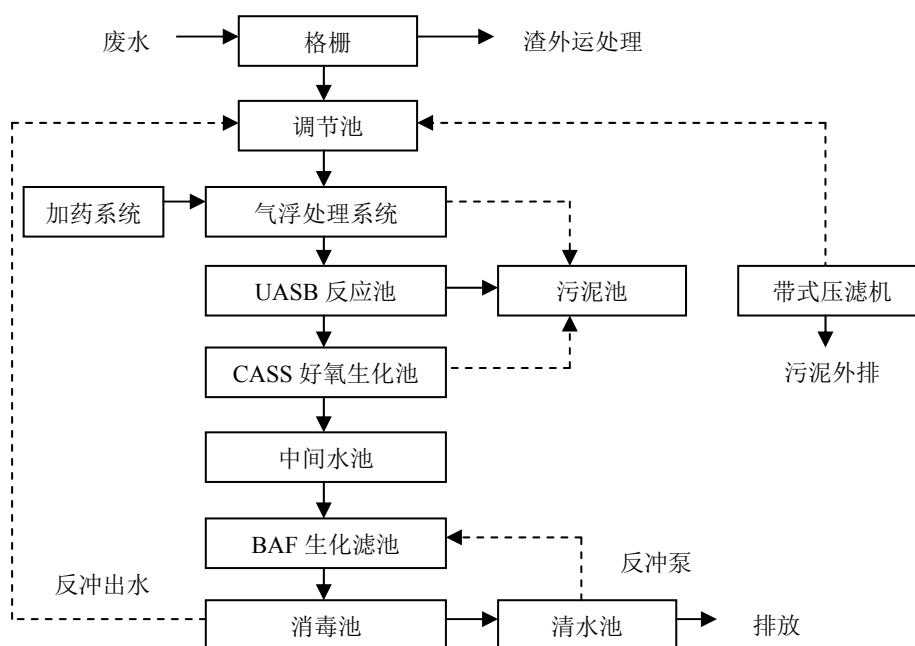 废水
格栅
渣外运处理
调节池
加药系统
气浮处理系统
UASB 反应池
污泥池
带式压滤机
CASS 好氧生化池
污泥外排
中间水池
BAF 生化滤池
反冲泵
反冲出水
消毒池
清水池
排放